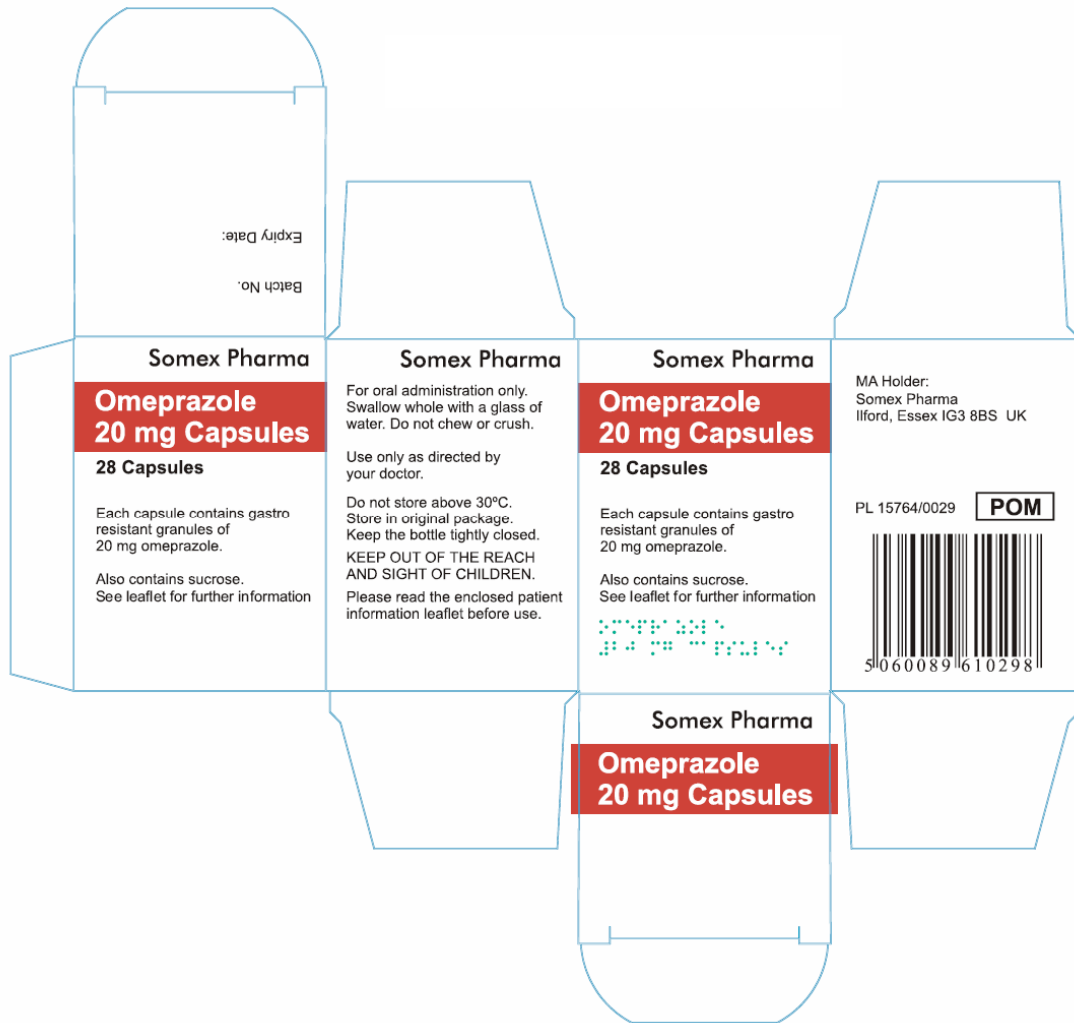 Expiry Date:
Batch No.
Somex Pharma
Omeprazole
20 mg Capsules
28 Capsules
Each capsule contains gastro
resistant granules of
20 mg omeprazole.
Also contains sucrose.
See leaflet for further information
Somex Pharma
For oral administration only.
Swallow whole with a glass of
water. Do not chew or crush.
Use only as directed by
your doctor.
Do not store above 30ºC.
Store in original package.
Keep the bottle tightly closed.
KEEP OUT OF THE REACH
AND SIGHT OF CHILDREN.
Please read the enclosed patient
information leaflet before use.
Somex Pharma
Omeprazole
20 mg Capsules
28 Capsules
Each capsule contains gastro
resistant granules of
20 mg omeprazole.
Also contains sucrose.
See leaflet for further information
⠕⠍⠑⠏⠗⠁⠵⠕⠇⠑
⠼⠃⠚ ⠍⠛ ⠉⠁⠏⠎⠥⠇⠑⠎
MA Holder:
Somex Pharma
Ilford, Essex IG3 8BS UK
PL 15764/0029 POM
5 060089 610298
Somex Pharma
Omeprazole
20 mg Capsules